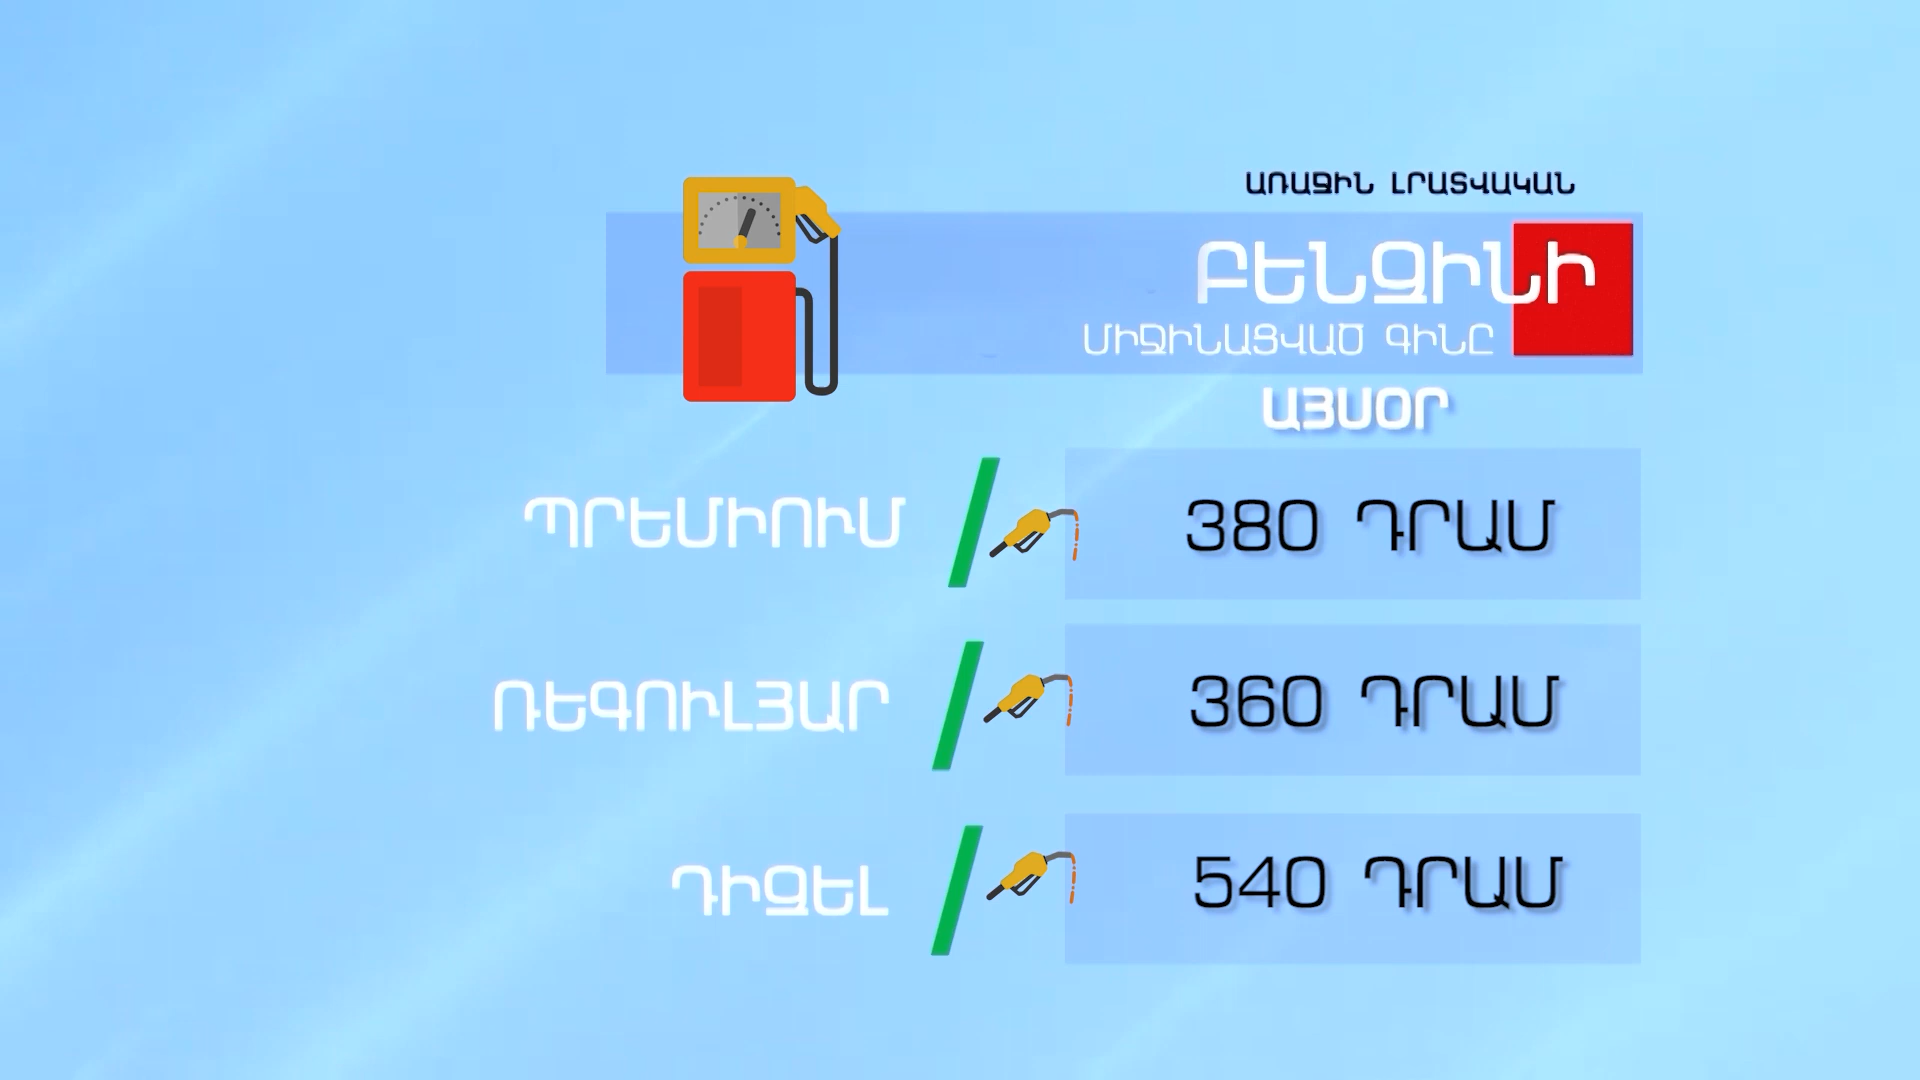 ԱՌԱՋԻՆ ԼՐԱՏՎԱԿԱՆ
ԲԵՆԶԻՆԻ
ՄԻՋԻՆԱՑՎԱԾ ԳԻՆԸ
ԱՅՍՕՐ
ՊՐԵՄԻՈՒՄ 380 ԴՐԱՄ
ՌԵԳՈՒԼՅԱՐ 360 ԴՐԱՄ
ԴԻԶԵԼ 540 ԴՐԱՄ